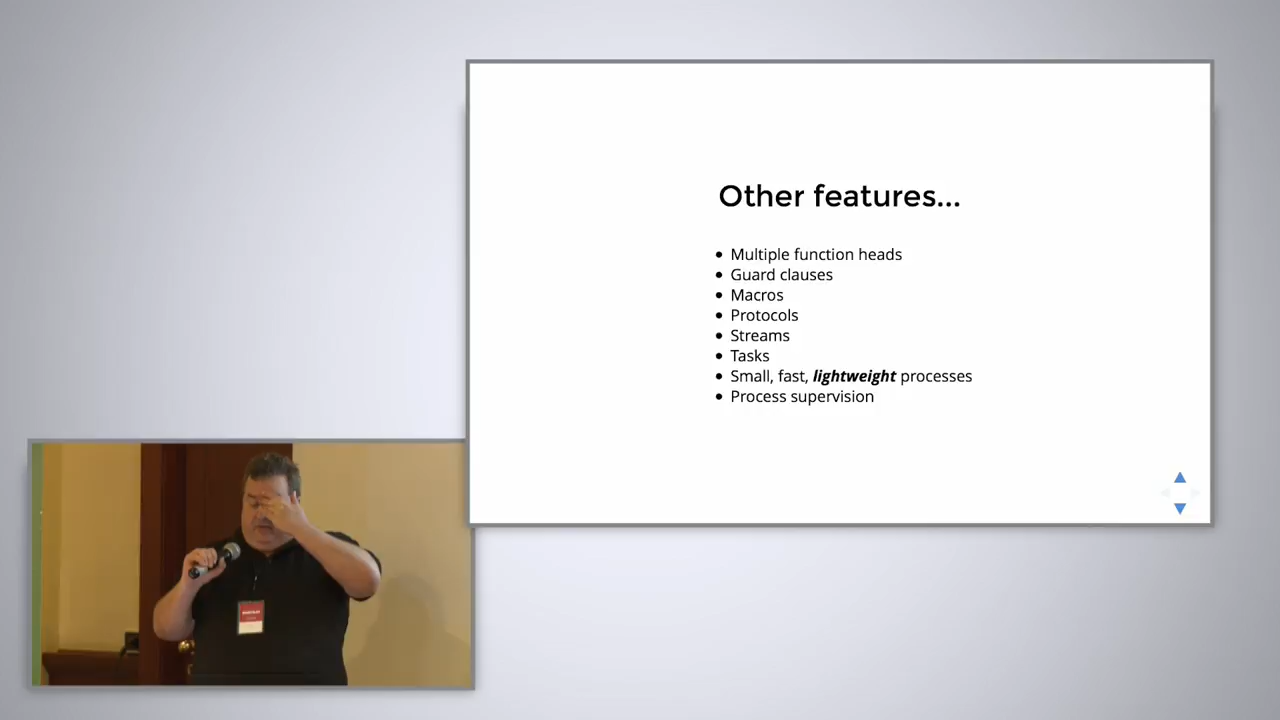 Other features...
Multiple function heads
Guard clauses
Macros
Protocols
Streams
Tasks
Small, fast, lightweight processes
Process supervision